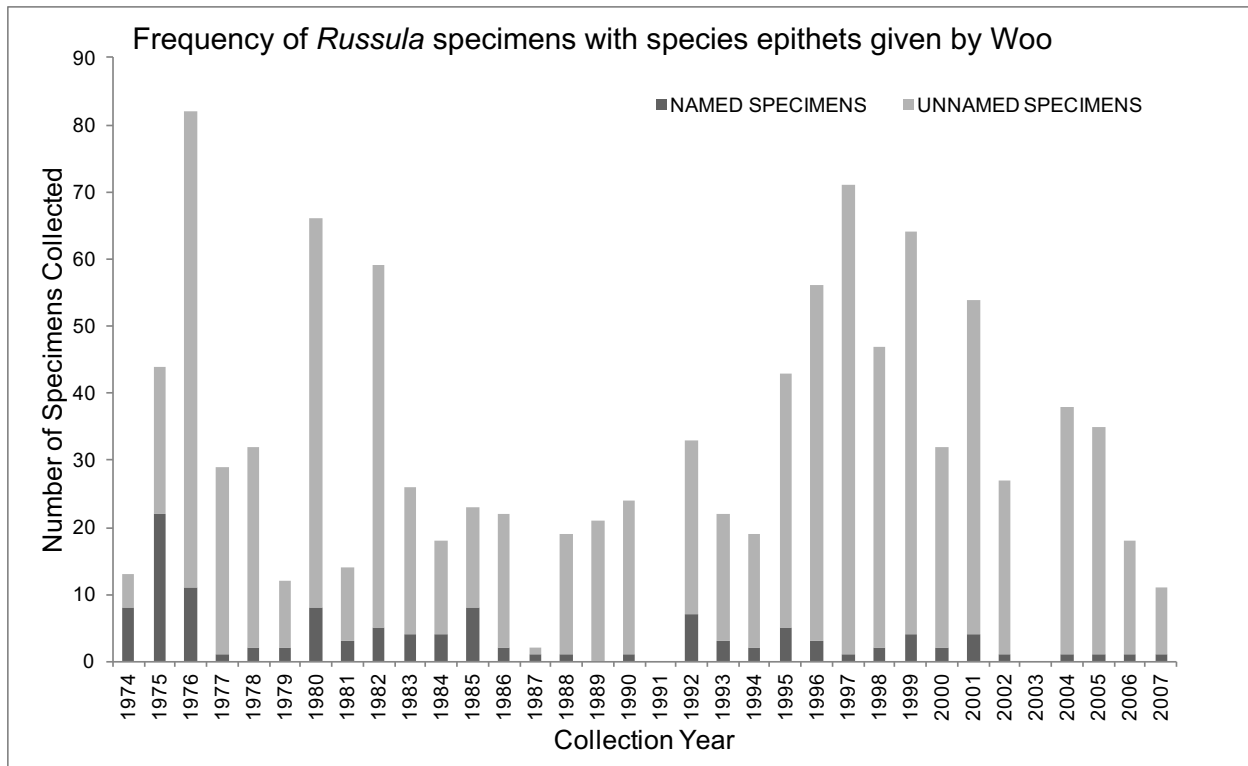 Frequency of Russula specimens with species epithets given by Woo
90
80
70
60
50
40
30
20
10
0
Number of Specimens Collected
NAMED SPECIMENS UNNAMED SPECIMENS
1974 1975 1976 1977 1978 1979 1980 1981 1982 1983 1984 1985 1986 1987 1988 1989 1990 1991 1992 1993 1994 1995 1996 1997 1998 1999 2000 2001 2002 2003 2004 2005 2006 2007
Collection Year